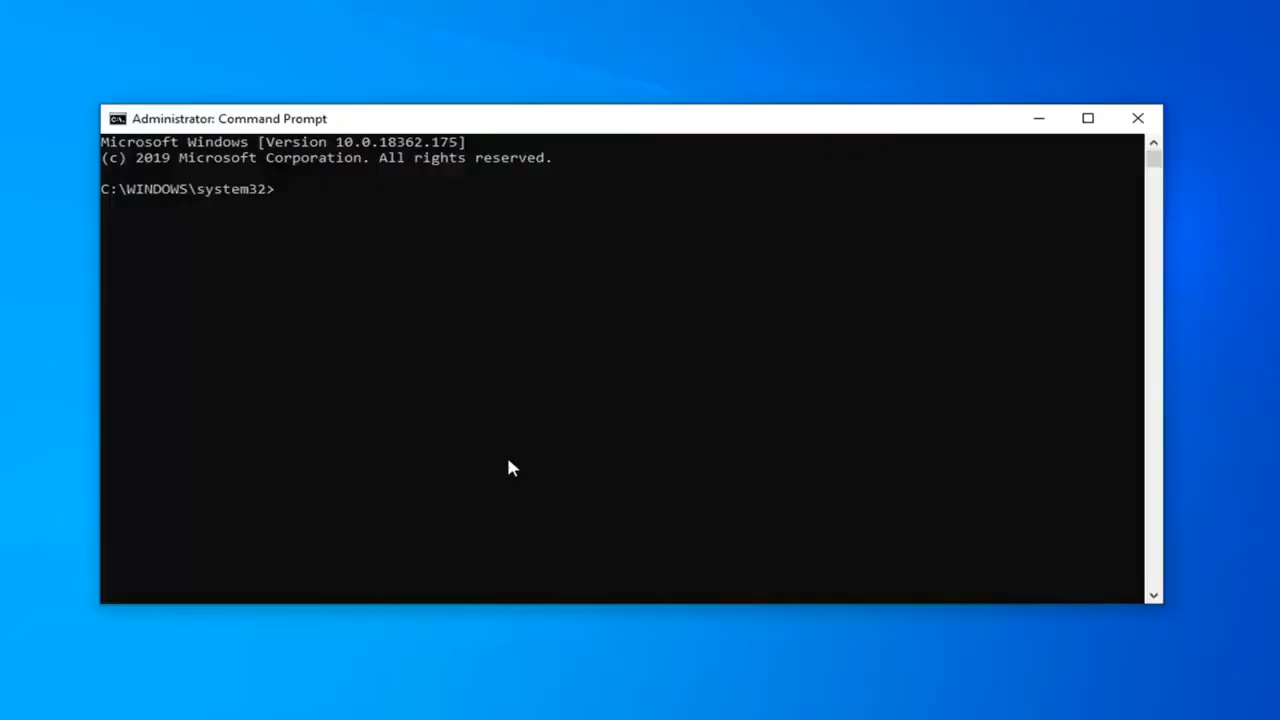 Administrator: Command Prompt
Microsoft Windows [Version 10.0.18362.175]
(c) 2019 Microsoft Corporation. All rights reserved.
C:\WINDOWS\system32>